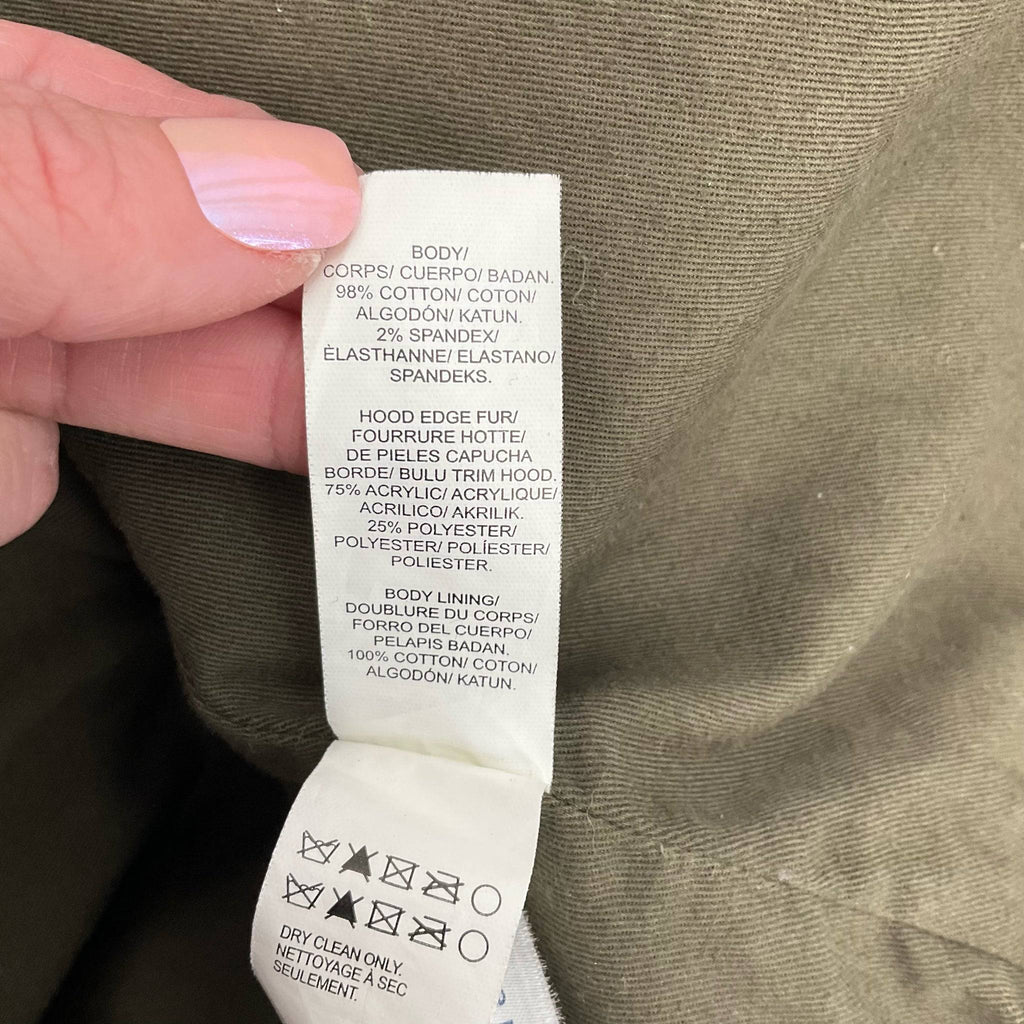 BODY/
CORPS/ CUERPO/ BADAN.
98% COTTON/ COTON/
ALGODÓN/ KATUN.
2% SPANDEX/
ÈLASTHANNE/ ELASTANO/
SPANDEKS.
HOOD EDGE FUR/
FOURRURE HOTTE/
DE PIELES CAPUCHA
BORDE/ BULU TRIM HOOD.
75% ACRYLIC/ ACRYLIQUE/
ACRILICO/ AKRILIK.
25% POLYESTER/
POLYESTER/ POLÍESTER/
POLIESTER.
BODY LINING/
DOUBLURE DU CORPS/
FORRO DEL CUERPO/
PELAPIS BADAN.
100% COTTON/ COTON/
ALGODÓN/ KATUN.
DRY CLEAN ONLY.
NETTOYAGE À SEC
SEULEMENT.